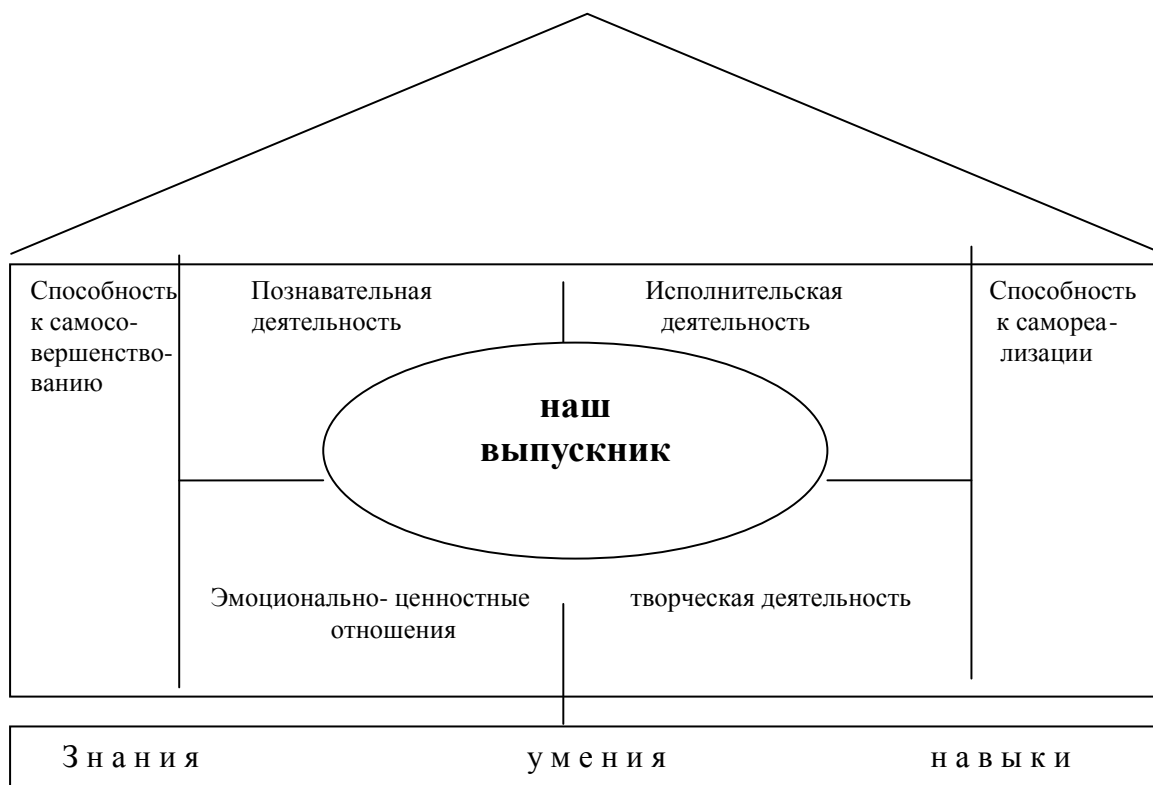 Способность
к самосо-
вершенство-
ванию
Познавательная
деятельность
Исполнительская
деятельность
Способность
к самореа-
лизации
наш
выпускник
Эмоционально- ценностные
отношения
творческая деятельность
З н а н и я у м е н и я н а в ы к и